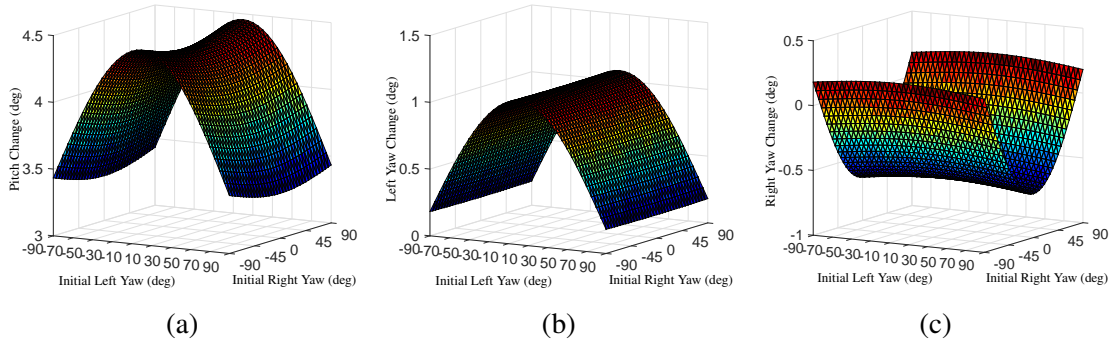 4.5
4
3.5
3
Pitch Change (deg)
-90-70-50-30-10 10 30 50 70 90
Initial Left Yaw (deg)
-90 -45 0 45 90
Initial Right Yaw (deg)
(a)
1.5
1
0.5
0
Left Yaw Change (deg)
-90-70-50-30-10 10 30 50 70 90
Initial Left Yaw (deg)
-90 -45 0 45 90
Initial Right Yaw (deg)
(b)
0.5
0
-0.5
-1
Right Yaw Change (deg)
-90-70-50-30-10 10 30 50 70 90
Initial Left Yaw (deg)
-90 -45 0 45 90
Initial Right Yaw (deg)
(c)